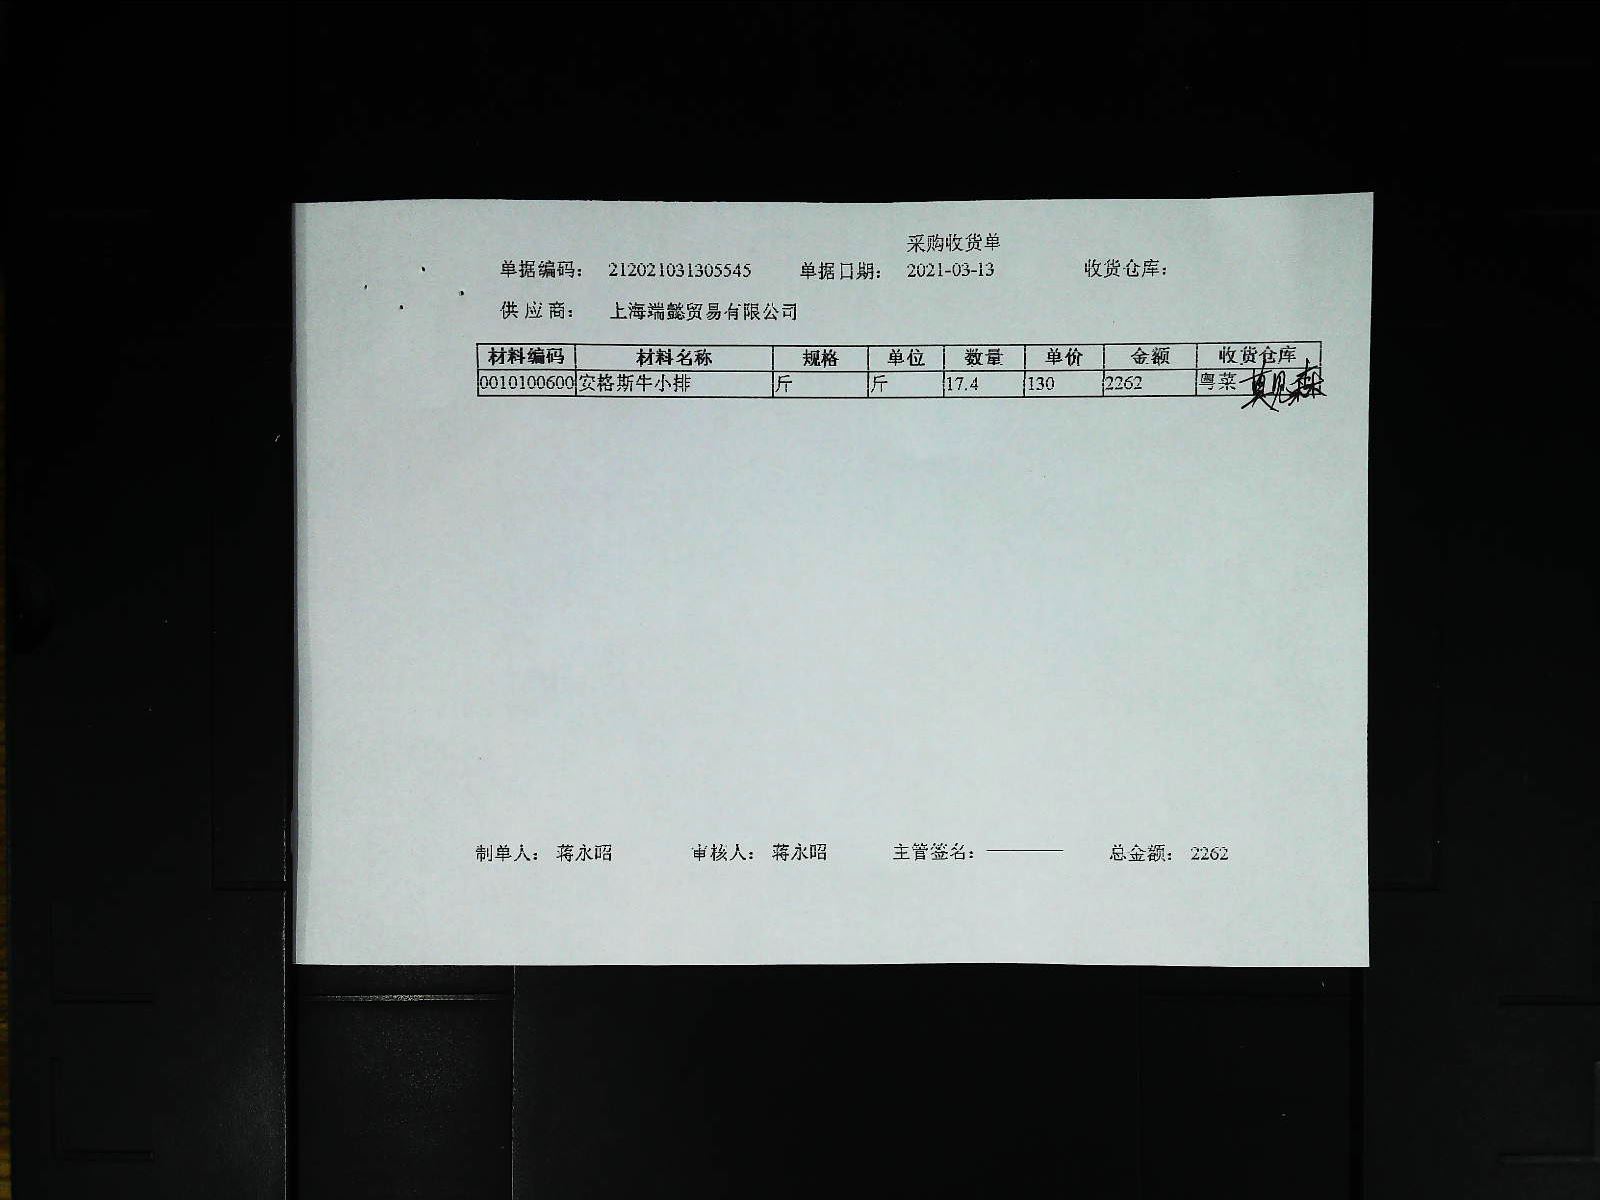 采购收货单
单据编码： 212021031305545 单据日期： 2021-03-13 收货仓库：
供 应 商： 上海端懿贸易有限公司
材料编码 材料名称 规格 单位 数量 单价 金额 收货仓库
0010100600 安格斯牛小排 斤 斤 17.4 130 2262 粤菜
制单人： 蒋永昭 审核人： 蒋永昭 主管签名： 总金额： 2262